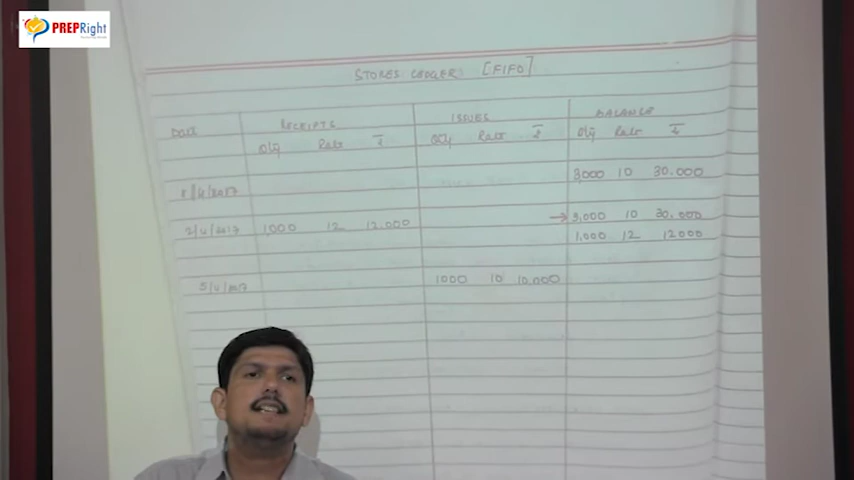 PREPRight
STORES LEDGER [FIFO]
Date RECEIPTS ISSUES BALANCE
Qty Rate ₹ Qty Rate ₹ Qty Rate ₹
1/4/2017 3,000 10 30,000
2/4/2017 1000 12 12,000 → 3,000 10 30,000
1,000 12 12000
5/4/2017 1000 10 10,000